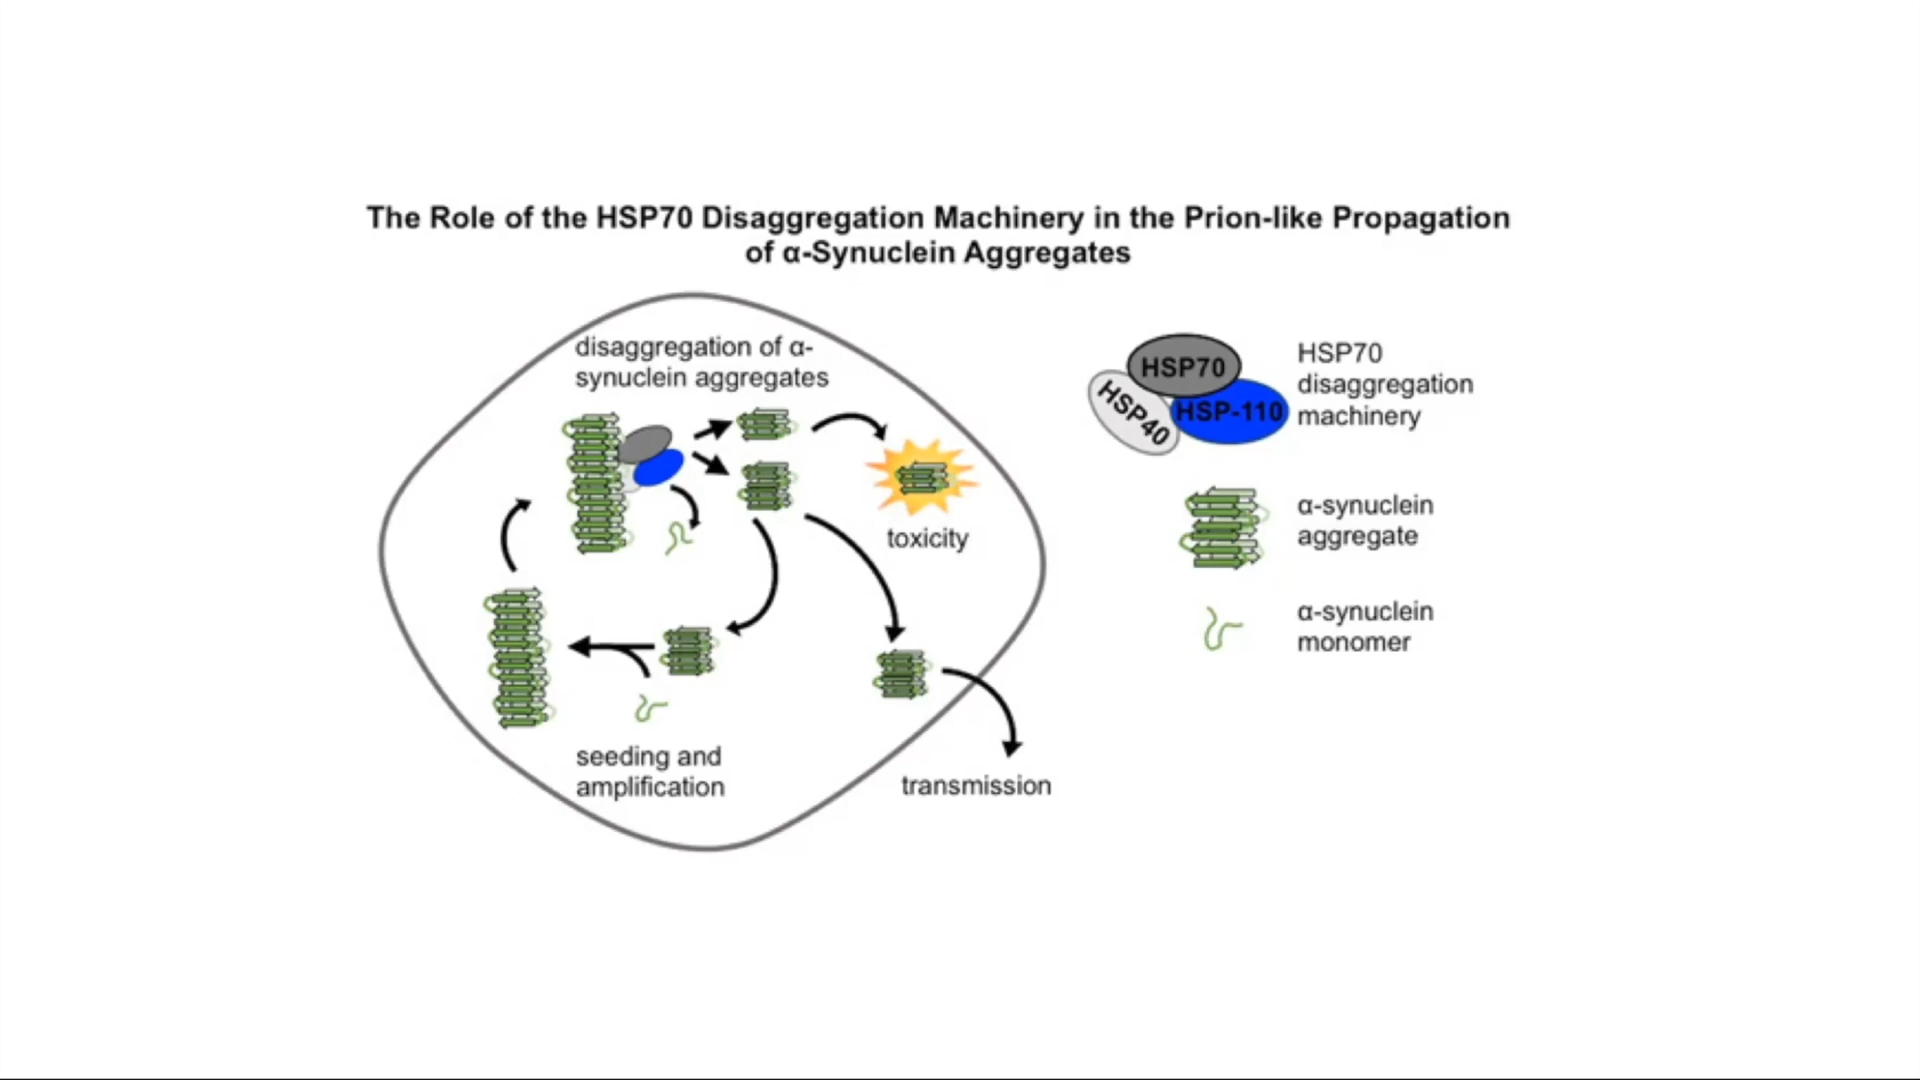 The Role of the HSP70 Disaggregation Machinery in the Prion-like Propagation
of α-Synuclein Aggregates
disaggregation of α-
synuclein aggregates
toxicity
seeding and
amplification
transmission
HSP70
HSP40
HSP-110
HSP70
disaggregation
machinery
α-synuclein
aggregate
α-synuclein
monomer